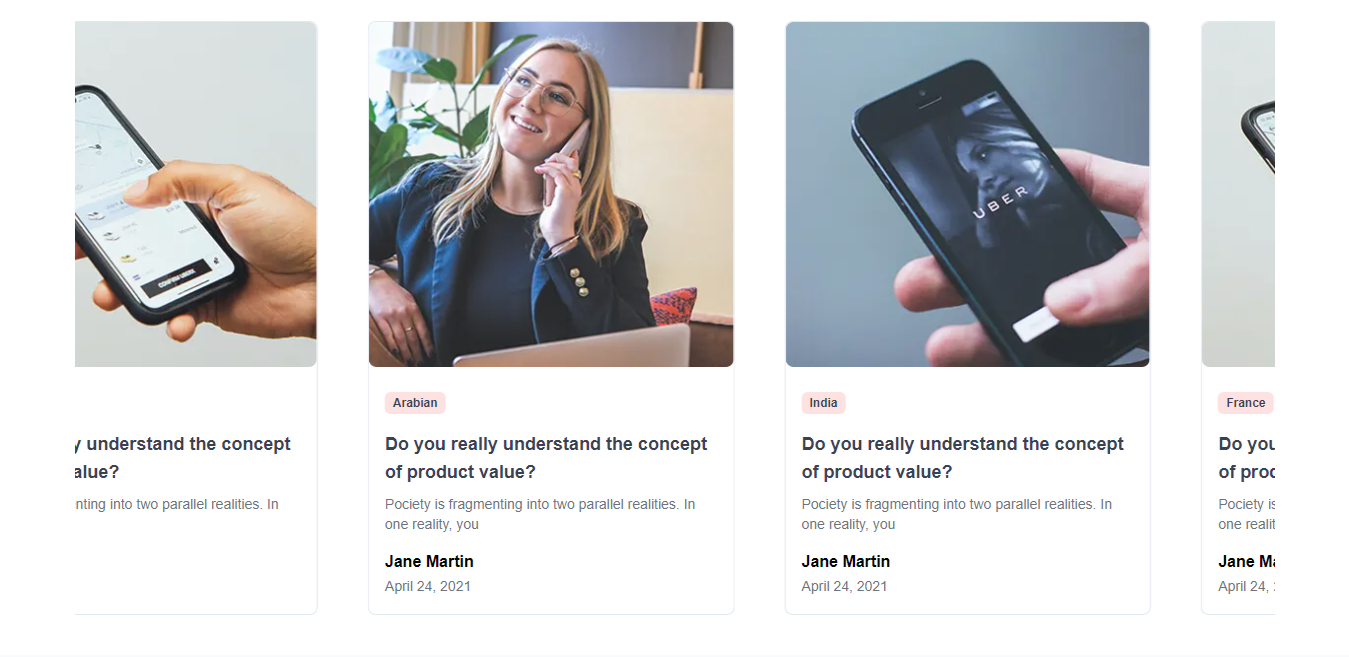 CONFIRM UBERX
y understand the concept
alue?
nting into two parallel realities. In
Arabian
Do you really understand the concept
of product value?
Pociety is fragmenting into two parallel realities. In
one reality, you
Jane Martin
April 24, 2021
UBER
India
Do you really understand the concept
of product value?
Pociety is fragmenting into two parallel realities. In
one reality, you
Jane Martin
April 24, 2021
France
Do you
of proc
Pociety is
one realit
Jane Ma
April 24, 2